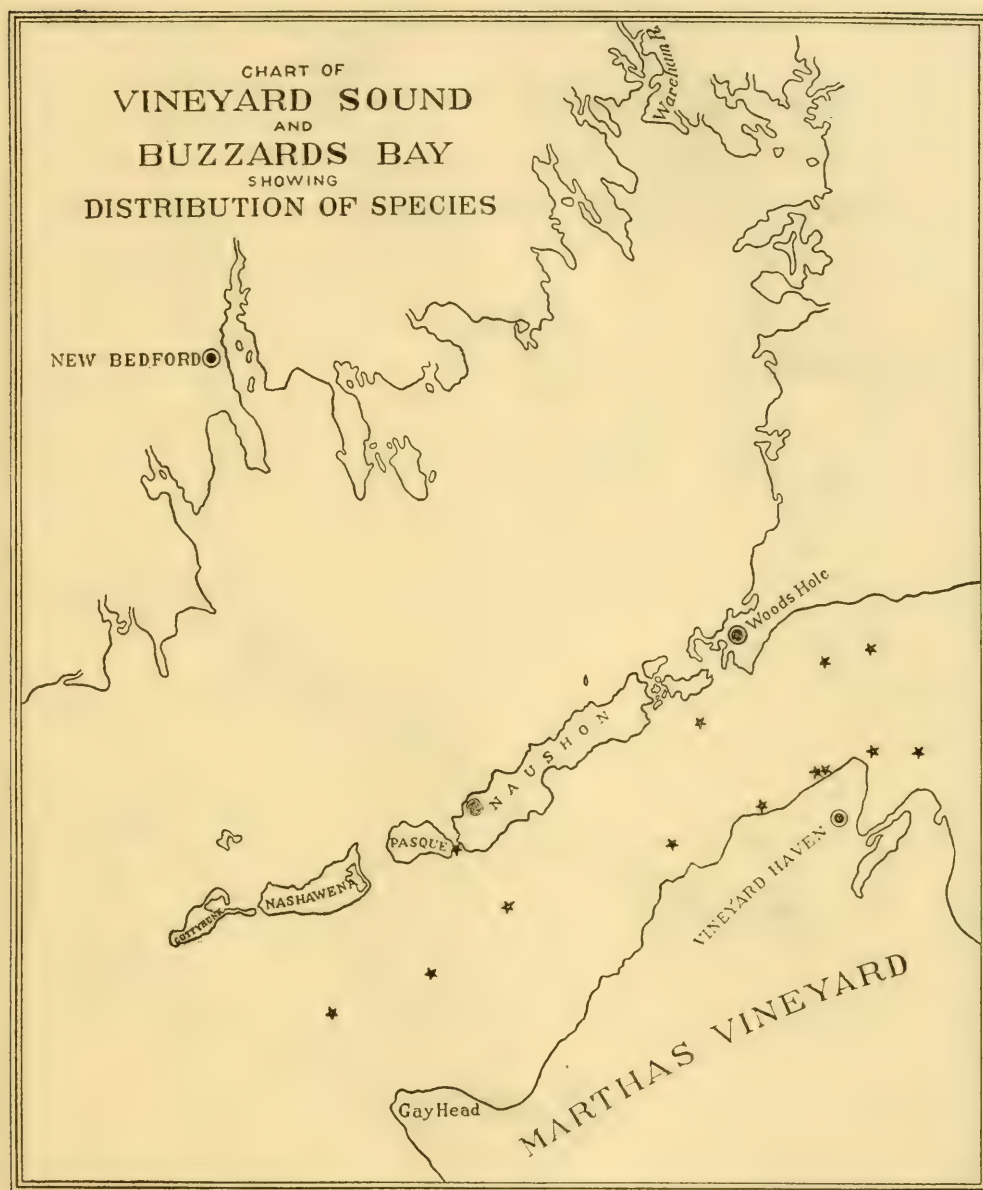 CHART OF
VINEYARD SOUND
AND
BUZZARDS BAY
SHOWING
DISTRIBUTION OF SPECIES
Wareham R.
NEW BEDFORD
Woods Hole
NAUSHON
PASQUE
NASHAWENA
CUTTYHUNK
VINEYARD HAVEN
MARTHAS VINEYARD
Gay Head